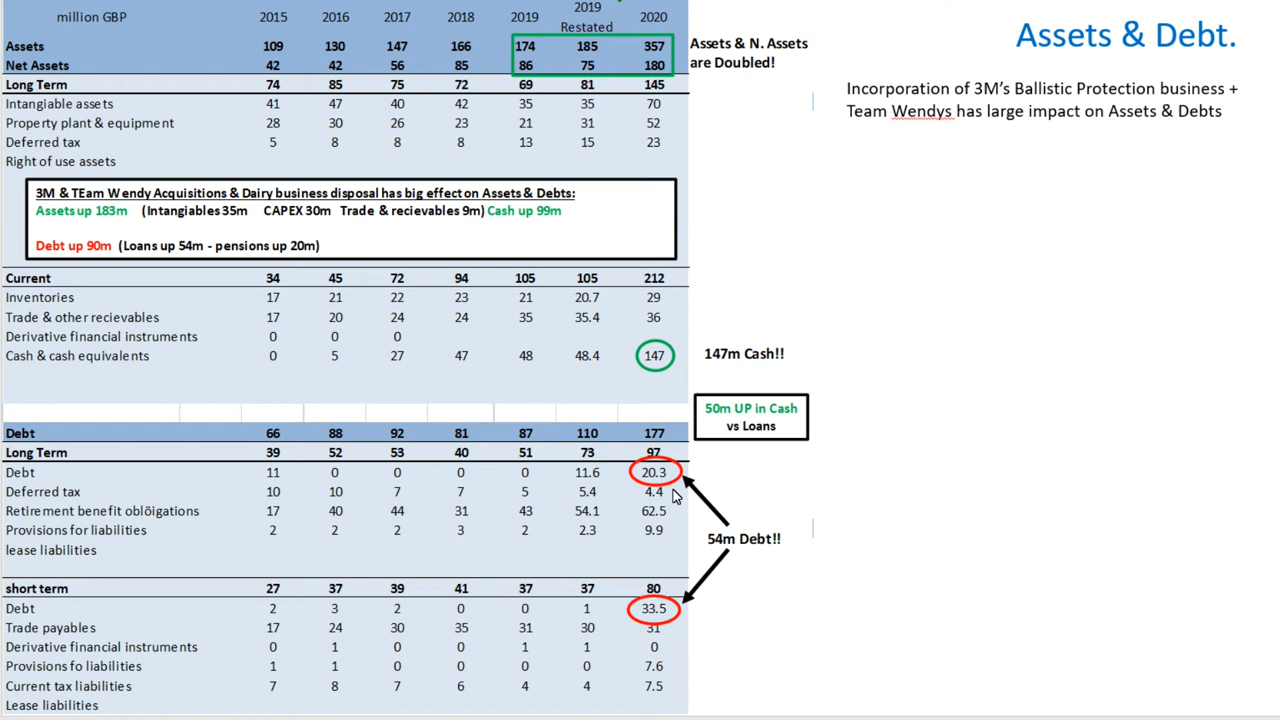 Assets & Debt.
Incorporation of 3M's Ballistic Protection business +
Team Wendys has large impact on Assets & Debts
million GBP 2015 2016 2017 2018 2019 2019 Restated 2020
Assets 109 130 147 166 174 185 357
Net Assets 42 42 56 85 86 75 180
Assets & N. Assets
are Doubled!
Long Term 74 85 75 72 69 81 145
Intangible assets 41 47 40 42 35 35 70
Property plant & equipment 28 30 26 23 21 31 52
Deferred tax 5 8 8 8 13 15 23
Right of use assets
3M & TEam Wendy Acquisitions & Dairy business disposal has big effect on Assets & Debts:
Assets up 183m (Intangibles 35m CAPEX 30m Trade & recievables 9m) Cash up 99m
Debt up 90m (Loans up 54m - pensions up 20m)
Current 34 45 72 94 105 105 212
Inventories 17 21 22 23 21 20.7 29
Trade & other recievables 17 20 24 24 35 35.4 36
Derivative financial instruments 0 0 0
Cash & cash equivalents 0 5 27 47 48 48.4 147
147m Cash!!
50m UP in Cash
vs Loans
Debt 66 88 92 81 87 110 177
Long Term 39 52 53 40 51 73 97
Debt 11 0 0 0 0 11.6 20.3
Deferred tax 10 10 7 7 5 5.4 4.4
Retirement benefit oblöigations 17 40 44 31 43 54.1 62.5
Provisions for liabilities 2 2 2 3 2 2.3 9.9
lease liabilities
54m Debt!!
short term 27 37 39 41 37 37 80
Debt 2 3 2 0 0 1 33.5
Trade payables 17 24 30 35 31 30 31
Derivative financial instruments 0 1 0 0 1 1 0
Provisions fo liabilities 1 1 0 0 0 0 7.6
Current tax liabilities 7 8 7 6 4 4 7.5
Lease liabilities